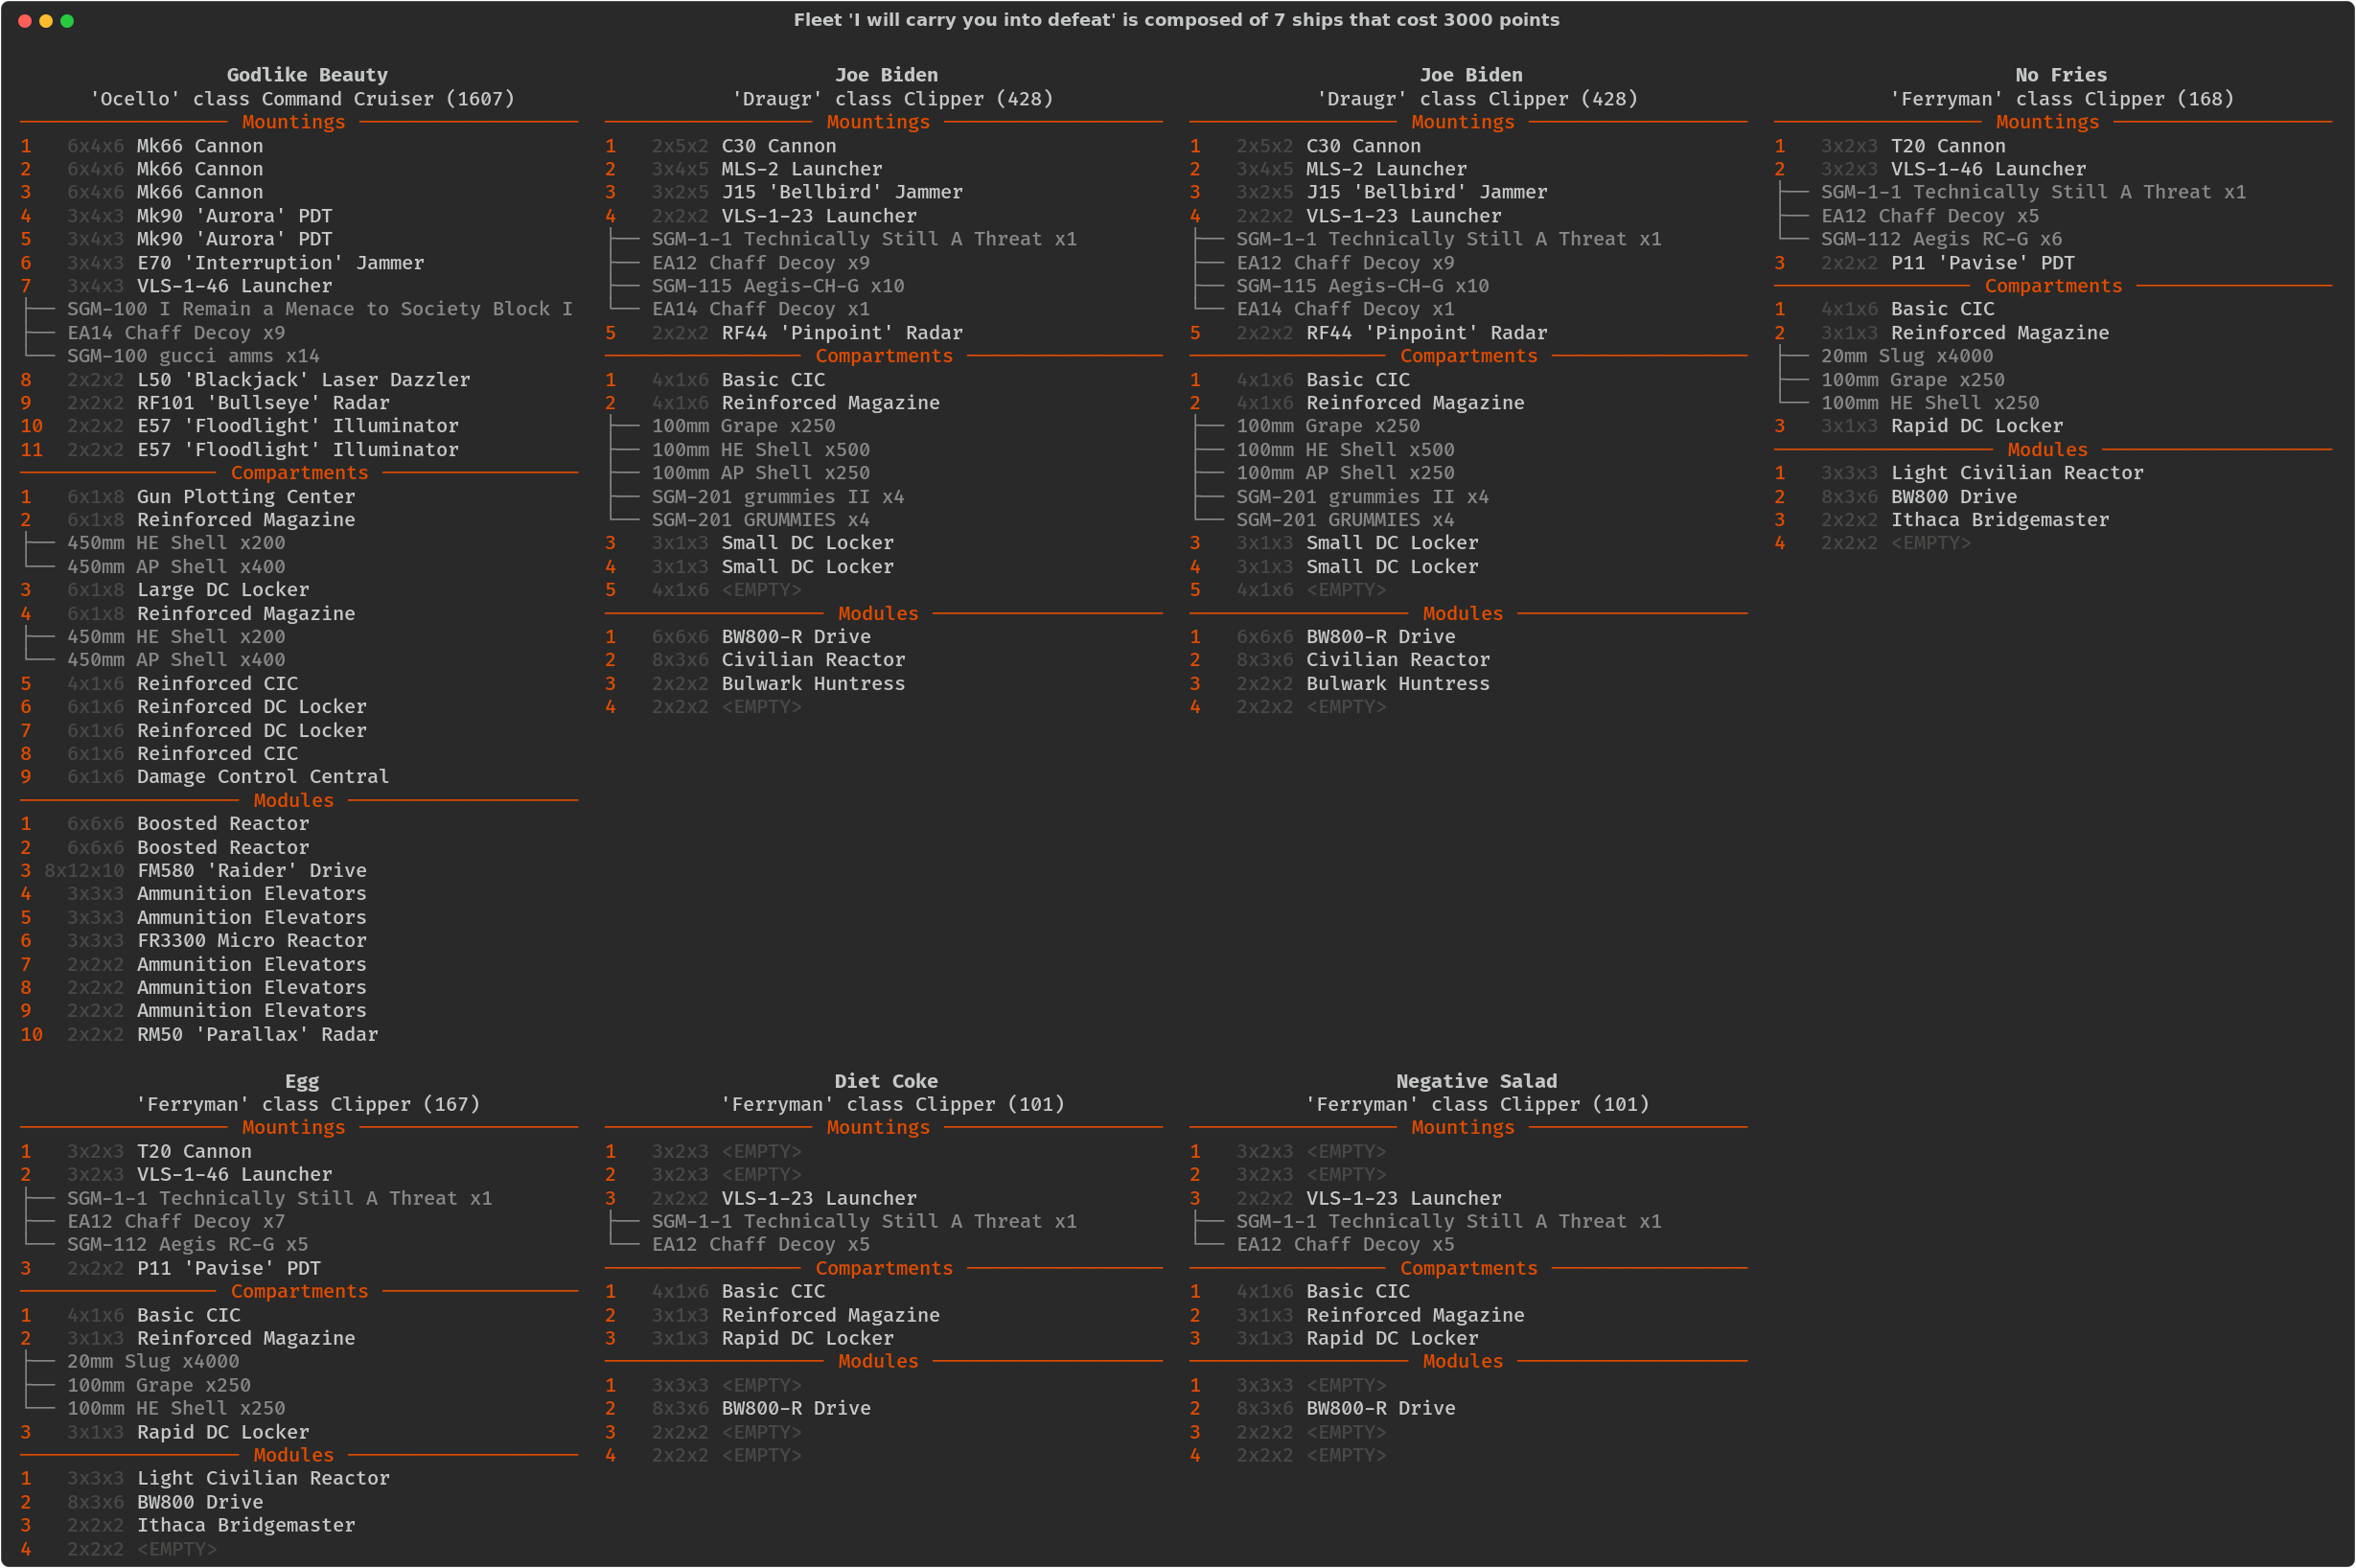 Fleet 'I will carry you into defeat' is composed of 7 ships that cost 3000 points
Godlike Beauty
'Ocello' class Command Cruiser (1607)
Mountings
1 6x4x6 Mk66 Cannon
2 6x4x6 Mk66 Cannon
3 6x4x6 Mk66 Cannon
4 3x4x3 Mk90 'Aurora' PDT
5 3x4x3 Mk90 'Aurora' PDT
6 3x4x3 E70 'Interruption' Jammer
7 3x4x3 VLS-1-46 Launcher
SGM-100 I Remain a Menace to Society Block I
EA14 Chaff Decoy x9
SGM-100 gucci amms x14
8 2x2x2 L50 'Blackjack' Laser Dazzler
9 2x2x2 RF101 'Bullseye' Radar
10 2x2x2 E57 'Floodlight' Illuminator
11 2x2x2 E57 'Floodlight' Illuminator
Compartments
1 6x1x8 Gun Plotting Center
2 6x1x8 Reinforced Magazine
450mm HE Shell x200
450mm AP Shell x400
3 6x1x8 Large DC Locker
4 6x1x8 Reinforced Magazine
450mm HE Shell x200
450mm AP Shell x400
5 4x1x6 Reinforced CIC
6 6x1x6 Reinforced DC Locker
7 6x1x6 Reinforced DC Locker
8 6x1x6 Reinforced CIC
9 6x1x6 Damage Control Central
Modules
1 6x6x6 Boosted Reactor
2 6x6x6 Boosted Reactor
3 8x12x10 FM580 'Raider' Drive
4 3x3x3 Ammunition Elevators
5 3x3x3 Ammunition Elevators
6 3x3x3 FR3300 Micro Reactor
7 2x2x2 Ammunition Elevators
8 2x2x2 Ammunition Elevators
9 2x2x2 Ammunition Elevators
10 2x2x2 RM50 'Parallax' Radar
Joe Biden
'Draugr' class Clipper (428)
Mountings
1 2x5x2 C30 Cannon
2 3x4x5 MLS-2 Launcher
3 3x2x5 J15 'Bellbird' Jammer
4 2x2x2 VLS-1-23 Launcher
SGM-1-1 Technically Still A Threat x1
EA12 Chaff Decoy x9
SGM-115 Aegis-CH-G x10
EA14 Chaff Decoy x1
5 2x2x2 RF44 'Pinpoint' Radar
Compartments
1 4x1x6 Basic CIC
2 4x1x6 Reinforced Magazine
100mm Grape x250
100mm HE Shell x500
100mm AP Shell x250
SGM-201 grummies II x4
SGM-201 GRUMMIES x4
3 3x1x3 Small DC Locker
4 3x1x3 Small DC Locker
5 4x1x6 <EMPTY>
Modules
1 6x6x6 BW800-R Drive
2 8x3x6 Civilian Reactor
3 2x2x2 Bulwark Huntress
4 2x2x2 <EMPTY>
Joe Biden
'Draugr' class Clipper (428)
Mountings
1 2x5x2 C30 Cannon
2 3x4x5 MLS-2 Launcher
3 3x2x5 J15 'Bellbird' Jammer
4 2x2x2 VLS-1-23 Launcher
SGM-1-1 Technically Still A Threat x1
EA12 Chaff Decoy x9
SGM-115 Aegis-CH-G x10
EA14 Chaff Decoy x1
5 2x2x2 RF44 'Pinpoint' Radar
Compartments
1 4x1x6 Basic CIC
2 4x1x6 Reinforced Magazine
100mm Grape x250
100mm HE Shell x500
100mm AP Shell x250
SGM-201 grummies II x4
SGM-201 GRUMMIES x4
3 3x1x3 Small DC Locker
4 3x1x3 Small DC Locker
5 4x1x6 <EMPTY>
Modules
1 6x6x6 BW800-R Drive
2 8x3x6 Civilian Reactor
3 2x2x2 Bulwark Huntress
4 2x2x2 <EMPTY>
No Fries
'Ferryman' class Clipper (168)
Mountings
1 3x2x3 T20 Cannon
2 3x2x3 VLS-1-46 Launcher
SGM-1-1 Technically Still A Threat x1
EA12 Chaff Decoy x5
SGM-112 Aegis RC-G x6
3 2x2x2 P11 'Pavise' PDT
Compartments
1 4x1x6 Basic CIC
2 3x1x3 Reinforced Magazine
20mm Slug x4000
100mm Grape x250
100mm HE Shell x250
3 3x1x3 Rapid DC Locker
Modules
1 3x3x3 Light Civilian Reactor
2 8x3x6 BW800 Drive
3 2x2x2 Ithaca Bridgemaster
4 2x2x2 <EMPTY>
Egg
'Ferryman' class Clipper (167)
Mountings
1 3x2x3 T20 Cannon
2 3x2x3 VLS-1-46 Launcher
SGM-1-1 Technically Still A Threat x1
EA12 Chaff Decoy x7
SGM-112 Aegis RC-G x5
3 2x2x2 P11 'Pavise' PDT
Compartments
1 4x1x6 Basic CIC
2 3x1x3 Reinforced Magazine
20mm Slug x4000
100mm Grape x250
100mm HE Shell x250
3 3x1x3 Rapid DC Locker
Modules
1 3x3x3 Light Civilian Reactor
2 8x3x6 BW800 Drive
3 2x2x2 Ithaca Bridgemaster
4 2x2x2 <EMPTY>
Diet Coke
'Ferryman' class Clipper (101)
Mountings
1 3x2x3 <EMPTY>
2 3x2x3 <EMPTY>
3 2x2x2 VLS-1-23 Launcher
SGM-1-1 Technically Still A Threat x1
EA12 Chaff Decoy x5
Compartments
1 4x1x6 Basic CIC
2 3x1x3 Reinforced Magazine
3 3x1x3 Rapid DC Locker
Modules
1 3x3x3 <EMPTY>
2 8x3x6 BW800-R Drive
3 2x2x2 <EMPTY>
4 2x2x2 <EMPTY>
Negative Salad
'Ferryman' class Clipper (101)
Mountings
1 3x2x3 <EMPTY>
2 3x2x3 <EMPTY>
3 2x2x2 VLS-1-23 Launcher
SGM-1-1 Technically Still A Threat x1
EA12 Chaff Decoy x5
Compartments
1 4x1x6 Basic CIC
2 3x1x3 Reinforced Magazine
3 3x1x3 Rapid DC Locker
Modules
1 3x3x3 <EMPTY>
2 8x3x6 BW800-R Drive
3 2x2x2 <EMPTY>
4 2x2x2 <EMPTY>